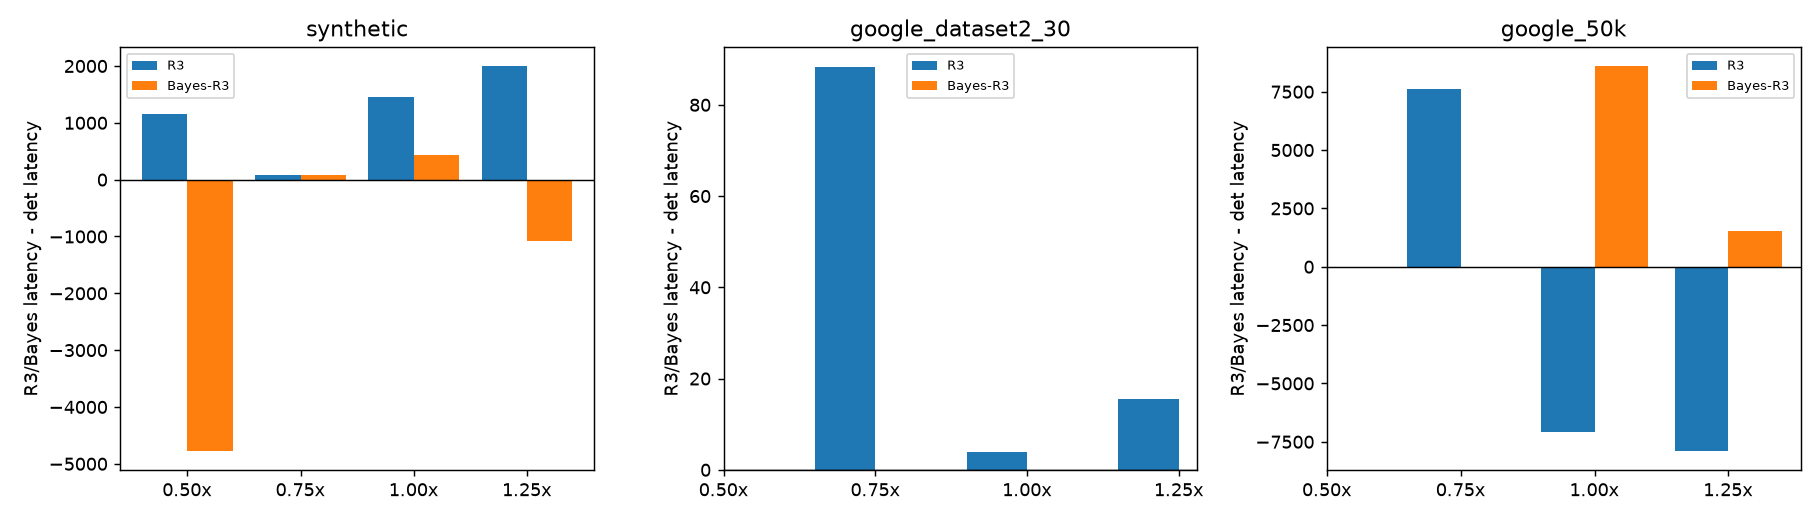 synthetic
R3/Bayes latency - det latency
2000
1000
0
−1000
−2000
−3000
−4000
−5000
R3
Bayes-R3
0.50x 0.75x 1.00x 1.25x
google_dataset2_30
R3/Bayes latency - det latency
80
60
40
20
0
R3
Bayes-R3
0.50x 0.75x 1.00x 1.25x
google_50k
R3/Bayes latency - det latency
7500
5000
2500
0
−2500
−5000
−7500
R3
Bayes-R3
0.50x 0.75x 1.00x 1.25x